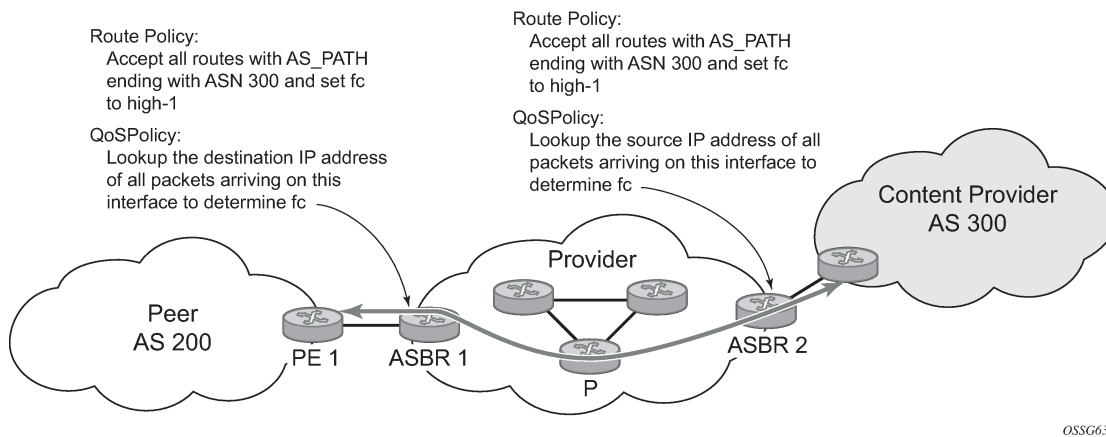 Route Policy:
Accept all routes with AS_PATH
ending with ASN 300 and set fc
to high-1
QoSPolicy:
Lookup the destination IP address
of all packets arriving on this
interface to determine fc
Route Policy:
Accept all routes with AS_PATH
ending with ASN 300 and set fc
to high-1
QoSPolicy:
Lookup the source IP address of all
packets arriving on this interface to
determine fc
Content Provider
AS 300
Provider
Peer
AS 200
PE 1
ASBR 1
P
ASBR 2